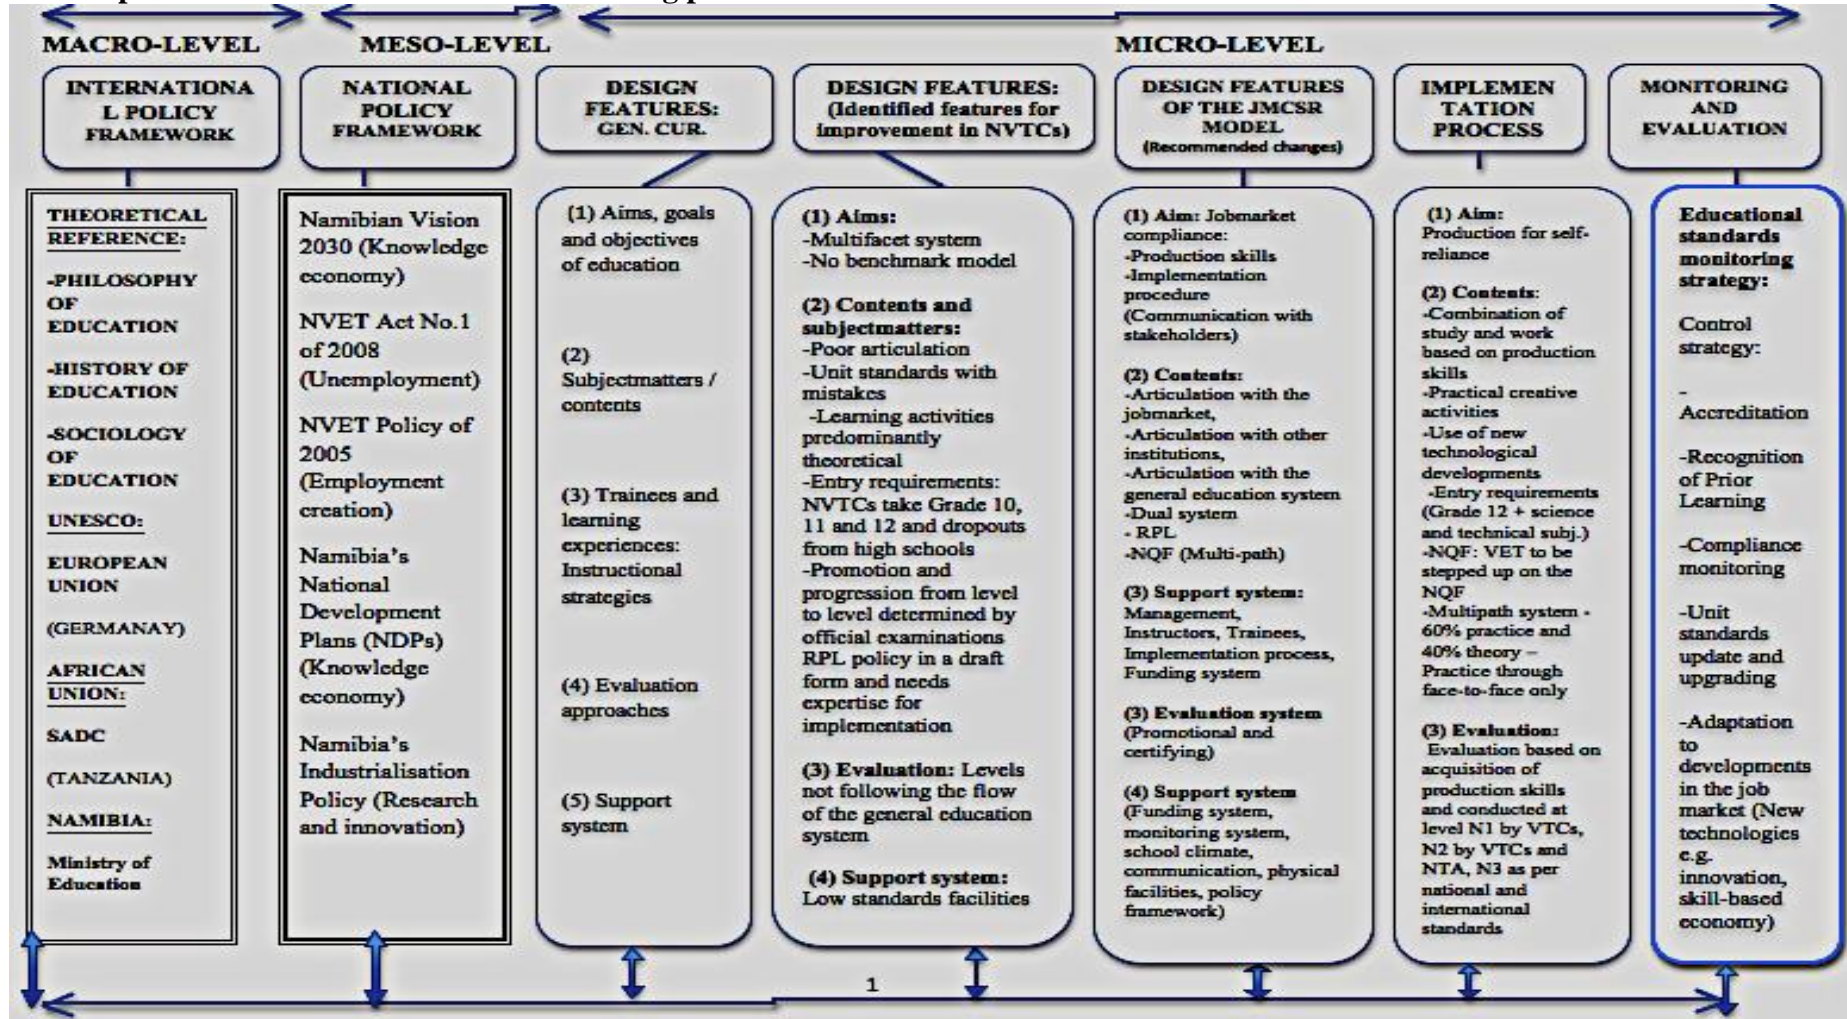 MACRO-LEVEL
MESO-LEVEL
MICRO-LEVEL
INTERNATIONA
L POLICY
FRAMEWORK
NATIONAL
POLICY
FRAMEWORK
DESIGN
FEATURES:
GEN. CUR.
DESIGN FEATURES:
(Identified features for
improvement in NVTCs)
DESIGN FEATURES
OF THE JMCSR
MODEL
(Recommended changes)
IMPLEMEN
TATION
PROCESS
MONITORING
AND
EVALUATION
THEORETICAL
REFERENCE:
-PHILOSOPHY
OF
EDUCATION
-HISTORY OF
EDUCATION
-SOCIOLOGY
OF
EDUCATION
UNESCO:
EUROPEAN
UNION
(GERMANAY)
AFRICAN
UNION:
SADC
(TANZANIA)
NAMIBIA:
Ministry of
Education
Namibian Vision
2030 (Knowledge
economy)
NVET Act No.1
of 2008
(Unemployment)
NVET Policy of
2005
(Employment
creation)
Namibia's
National
Development
Plans (NDPs)
(Knowledge
economy)
Namibia's
Industrialisation
Policy (Research
and innovation)
(1) Aims, goals
and objectives
of education
(2)
Subjectmatters /
contents
(3) Trainees and
learning
experiences:
Instructional
strategies
(4) Evaluation
approaches
(5) Support
system
(1) Aims:
-Multifacet system
-No benchmark model
(2) Contents and
subjectmatters:
-Poor articulation
-Unit standards with
mistakes
-Learning activities
predominantly
theoretical
-Entry requirements:
NVTCs take Grade 10,
11 and 12 and dropouts
from high schools
-Promotion and
progression from level
to level determined by
official examinations
RPL policy in a draft
form and needs
expertise for
implementation
(3) Evaluation: Levels
not following the flow
of the general education
system
(4) Support system:
Low standards facilities
(1) Aim: Jobmarket
compliance:
-Production skills
-Implementation
procedure
(Communication with
stakeholders)
(2) Contents:
-Articulation with the
jobmarket,
-Articulation with other
institutions,
-Articulation with the
general education system
-Dual system
- RPL
-NQF (Multi-path)
(3) Support system:
Management,
Instructors, Trainees,
Implementation process,
Funding system
(3) Evaluation system
(Promotional and
certifying)
(4) Support system
(Funding system,
monitoring system,
school climate,
communication, physical
facilities, policy
framework)
(1) Aim:
Production for self-
reliance
(2) Contents:
-Combination of
study and work
based on production
skills
-Practical creative
activities
-Use of new
technological
developments
-Entry requirements
(Grade 12 + science
and technical subj.)
-NQF: VET to be
stepped up on the
NQF
-Multipath system -
60% practice and
40% theory –
Practice through
face-to-face only
(3) Evaluation:
Evaluation based on
acquisition of
production skills
and conducted at
level N1 by VTCs,
N2 by VTCs and
NTA, N3 as per
national and
international
standards
Educational
standards
monitoring
strategy:
Control
strategy:
-
Accreditation
-Recognition
of Prior
Learning
-Compliance
monitoring
-Unit
standards
update and
upgrading
-Adaptation
to
developments
in the job
market (New
technologies
e.g.
innovation,
skill-based
economy)
1